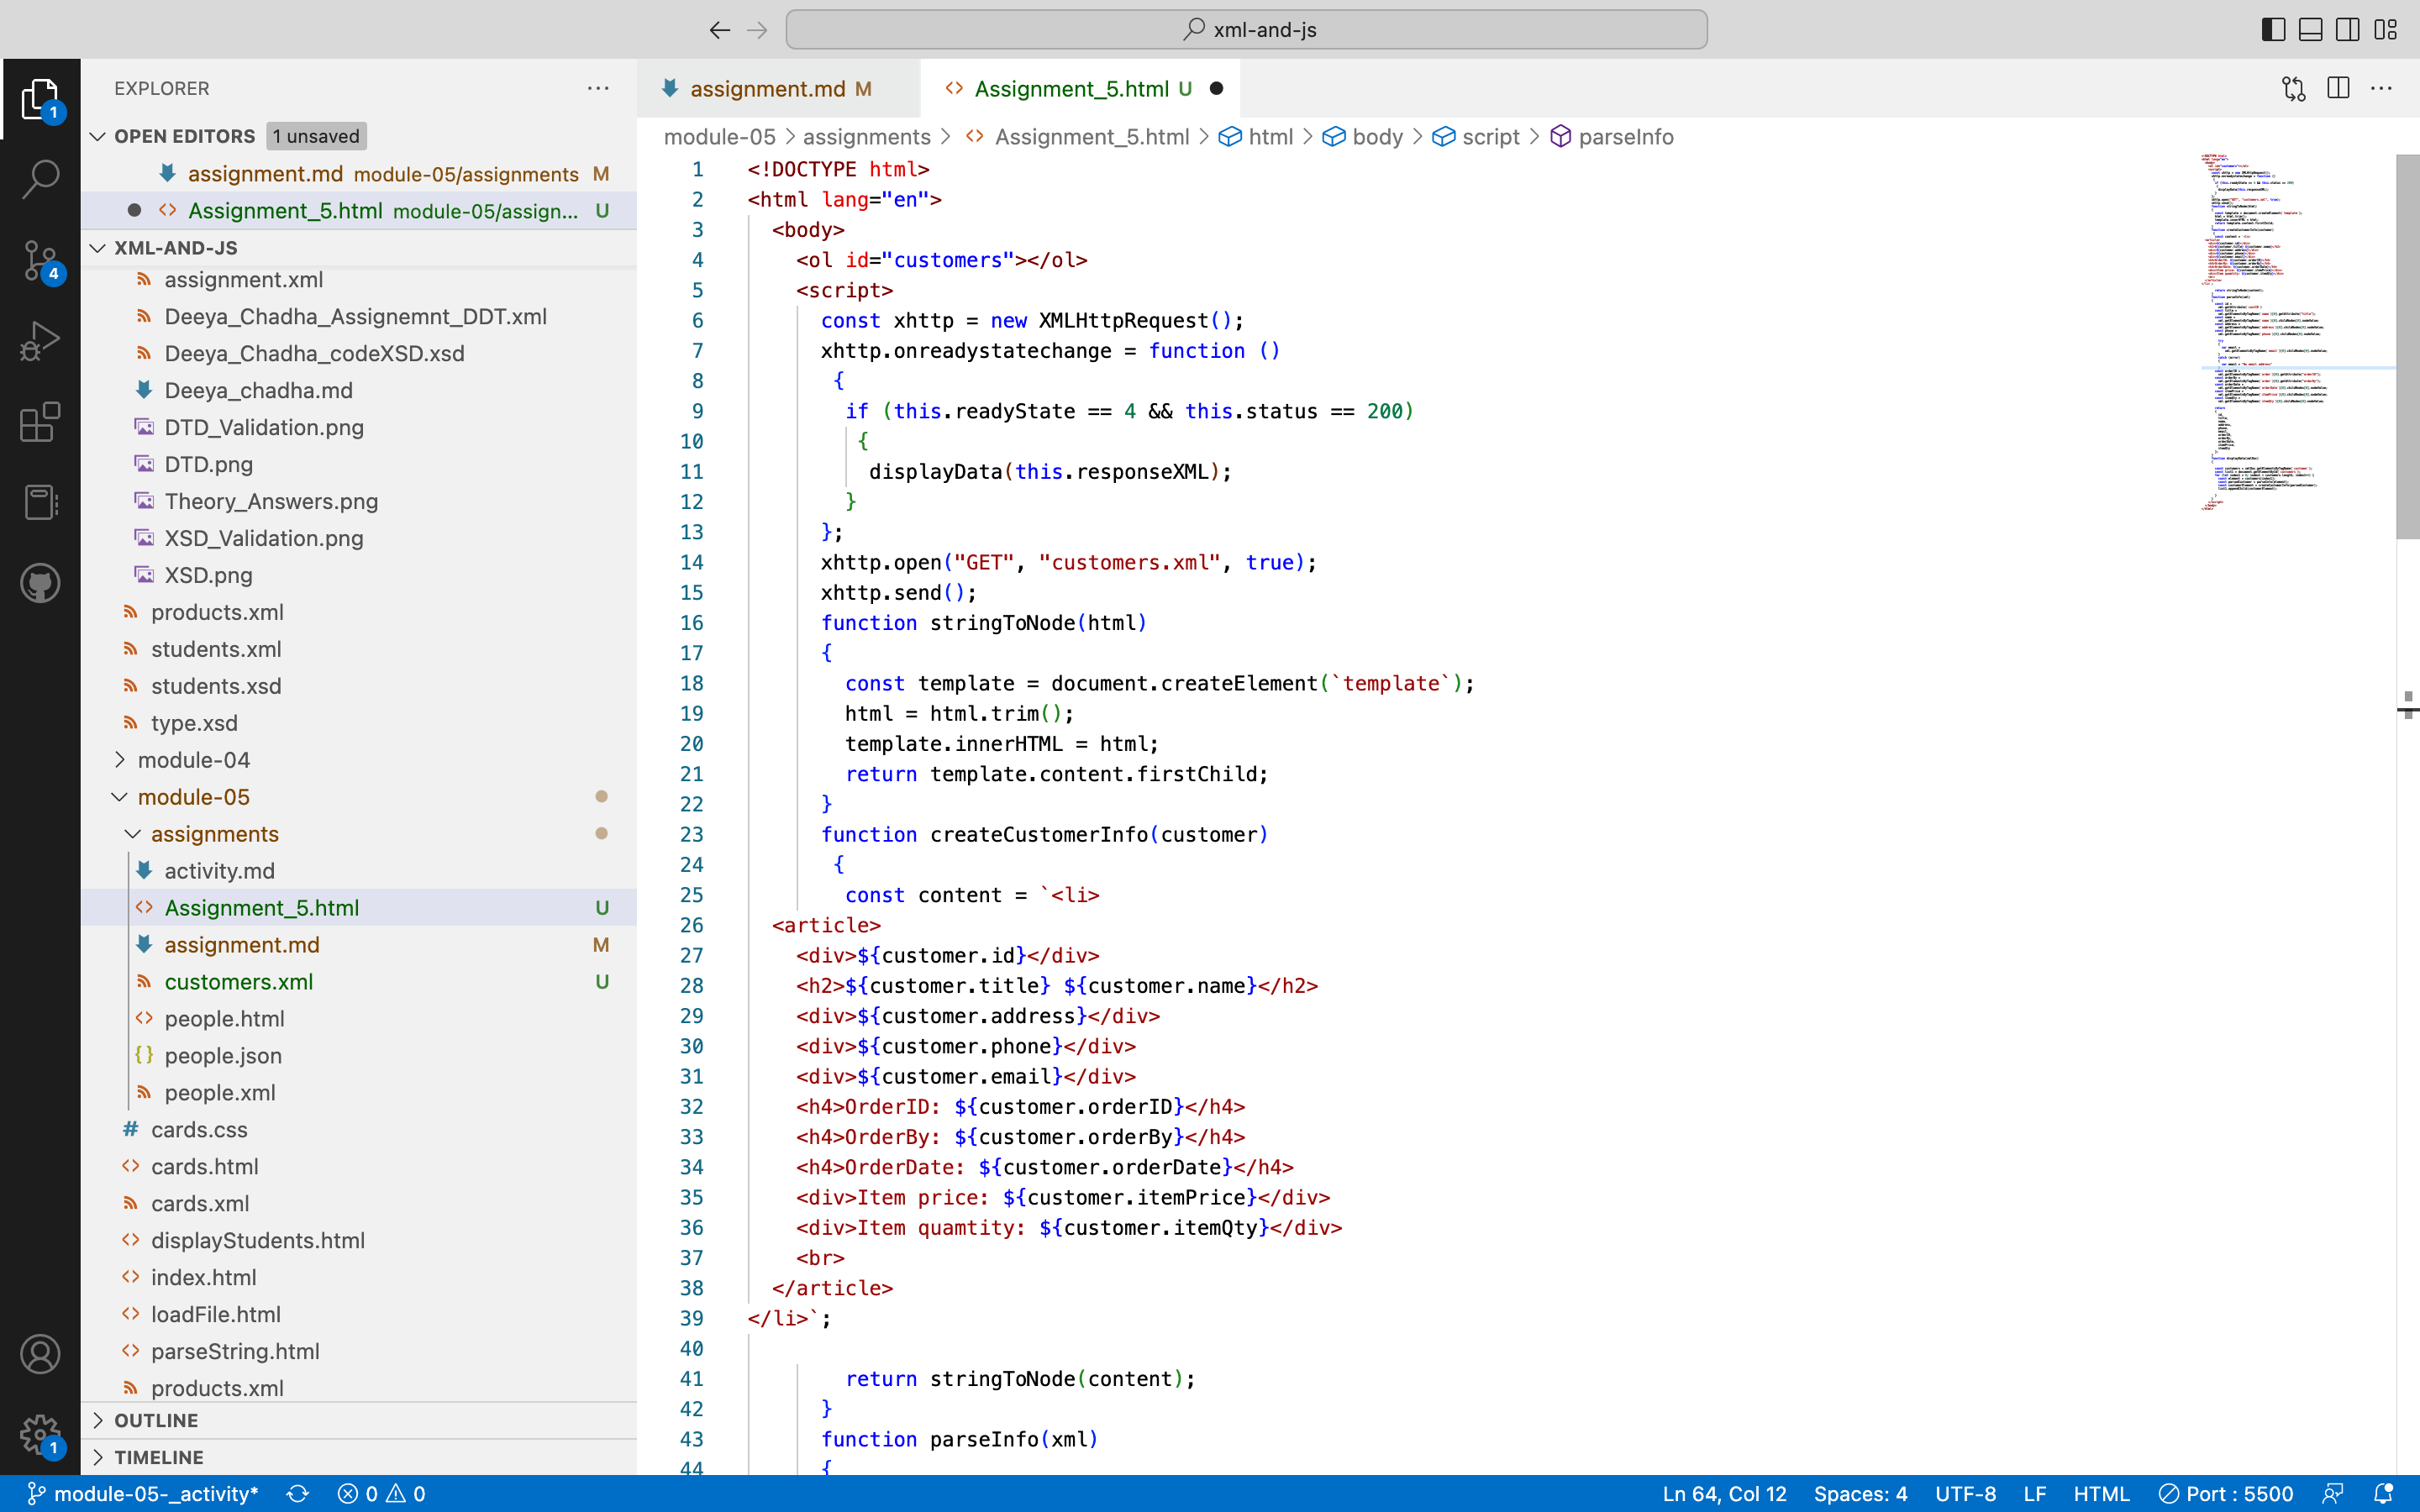 xml-and-js
EXPLORER
OPEN EDITORS 1 unsaved
assignment.md module-05/assignments M
Assignment_5.html module-05/assign... U
XML-AND-JS
assignment.xml
Deeya_Chadha_Assignemnt_DDT.xml
Deeya_Chadha_codeXSD.xsd
Deeya_chadha.md
DTD_Validation.png
DTD.png
Theory_Answers.png
XSD_Validation.png
XSD.png
products.xml
students.xml
students.xsd
type.xsd
module-04
module-05
assignments
activity.md
Assignment_5.html U
assignment.md M
customers.xml U
people.html
people.json
people.xml
cards.css
cards.html
cards.xml
displayStudents.html
index.html
loadFile.html
parseString.html
products.xml
OUTLINE
TIMELINE
1
4
1
assignment.md M
Assignment_5.html U
module-05 > assignments > Assignment_5.html > html > body > script > parseInfo
1 <!DOCTYPE html>
2 <html lang="en">
3 <body>
4 <ol id="customers"></ol>
5 <script>
6 const xhttp = new XMLHttpRequest();
7 xhttp.onreadystatechange = function ()
8 {
9 if (this.readyState == 4 && this.status == 200)
10 {
11 displayData(this.responseXML);
12 }
13 };
14 xhttp.open("GET", "customers.xml", true);
15 xhttp.send();
16 function stringToNode(html)
17 {
18 const template = document.createElement(`template`);
19 html = html.trim();
20 template.innerHTML = html;
21 return template.content.firstChild;
22 }
23 function createCustomerInfo(customer)
24 {
25 const content = `<li>
26 <article>
27 <div>${customer.id}</div>
28 <h2>${customer.title} ${customer.name}</h2>
29 <div>${customer.address}</div>
30 <div>${customer.phone}</div>
31 <div>${customer.email}</div>
32 <h4>OrderID: ${customer.orderID}</h4>
33 <h4>OrderBy: ${customer.orderBy}</h4>
34 <h4>OrderDate: ${customer.orderDate}</h4>
35 <div>Item price: ${customer.itemPrice}</div>
36 <div>Item quamtity: ${customer.itemQty}</div>
37 <br>
38 </article>
39 </li>`;
40
41 return stringToNode(content);
42 }
43 function parseInfo(xml)
44 {
module-05-_activity* 0 0 Ln 64, Col 12 Spaces: 4 UTF-8 LF HTML Port : 5500